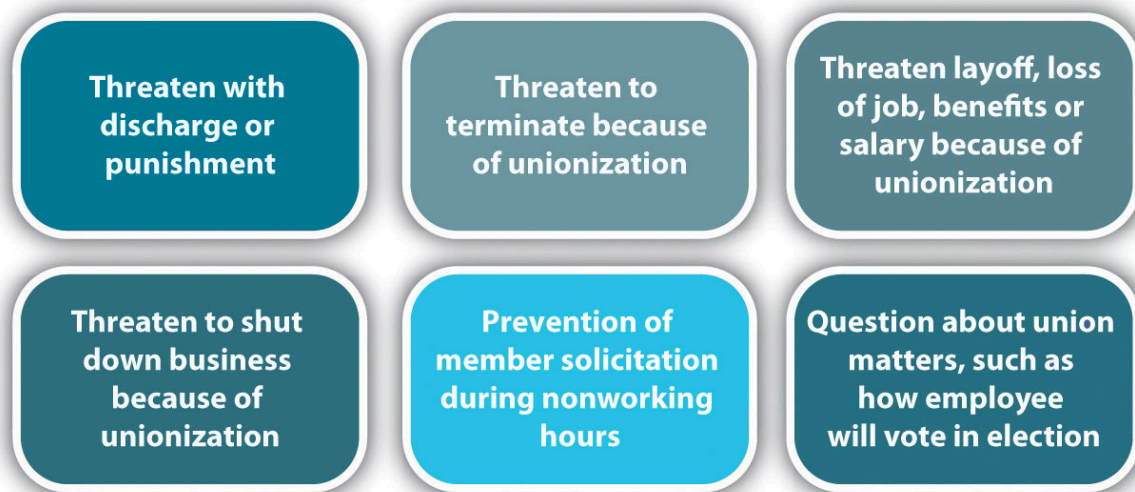 Threaten with
discharge or
punishment
Threaten to
terminate because
of unionization
Threaten layoff, loss
of job, benefits or
salary because of
unionization
Threaten to shut
down business
because of
unionization
Prevention of
member solicitation
during nonworking
hours
Question about union
matters, such as
how employee
will vote in election